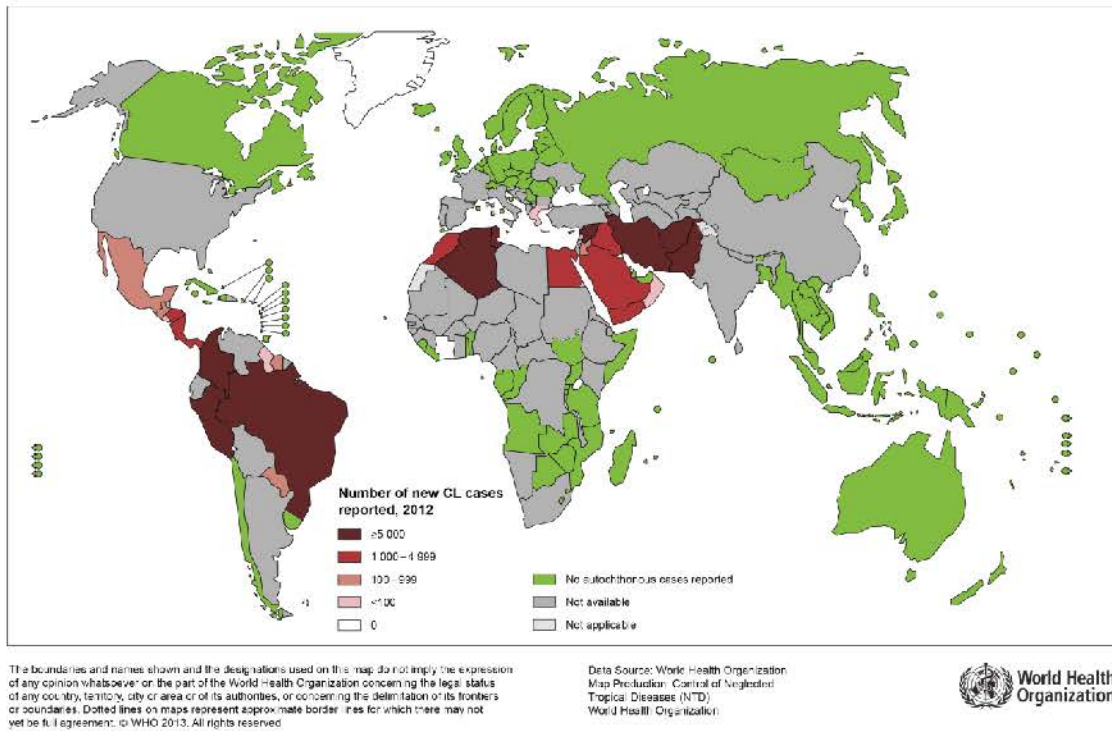 Number of new CL cases
reported, 2012
≥5 000
1 000–4 999
100–999
<100
0
No autochthonous cases reported
Not available
Not applicable
The boundaries and names shown and the designations used on this map do not imply the expression
of any opinion whatsoever on the part of the World Health Organization concerning the legal status
of any country, territory, city or area or of its authorities, or concerning the delimitation of its frontiers
or boundaries. Dotted lines on maps represent approximate border lines for which there may not
yet be full agreement. © WHO 2013. All rights reserved
Data Source: World Health Organization
Map Production: Control of Neglected
Tropical Diseases (NTD)
World Health Organization
World Health
Organization